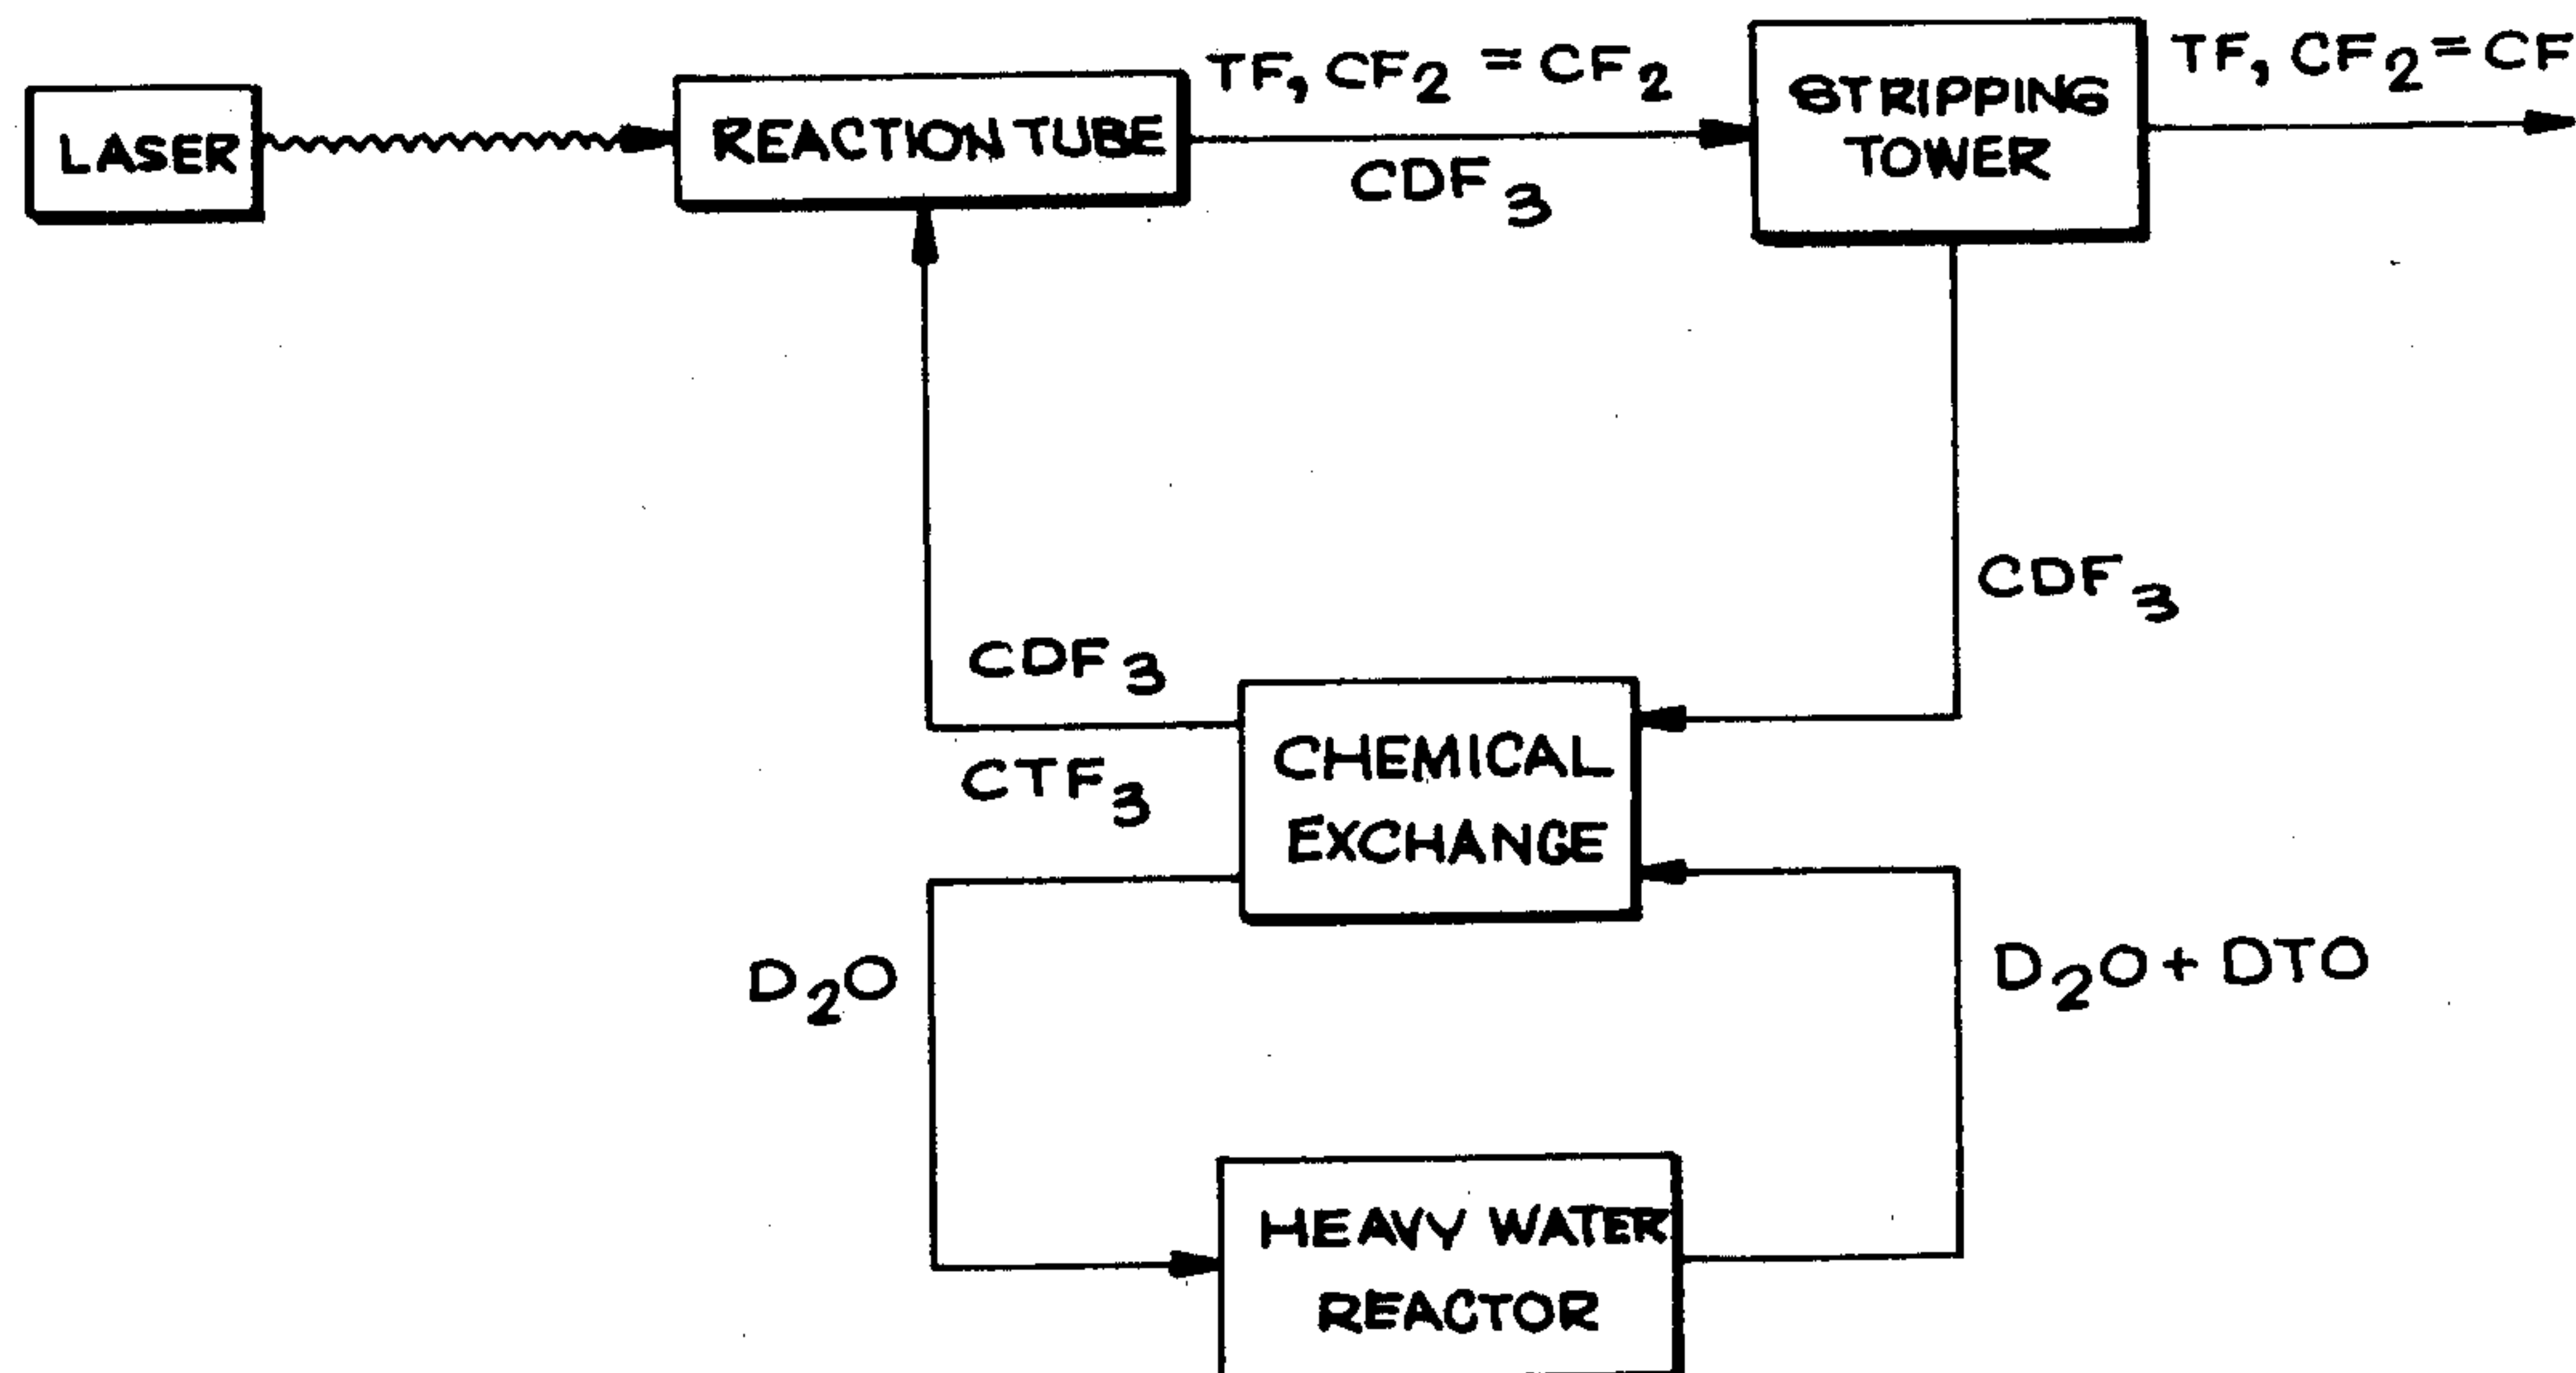 LASER
REACTION TUBE
TF, CF2 = CF2
CDF3
STRIPPING
TOWER
TF, CF2 = CF
CDF3
CDF3
CTF3
CHEMICAL
EXCHANGE
D2O
D2O + DTO
HEAVY WATER
REACTOR